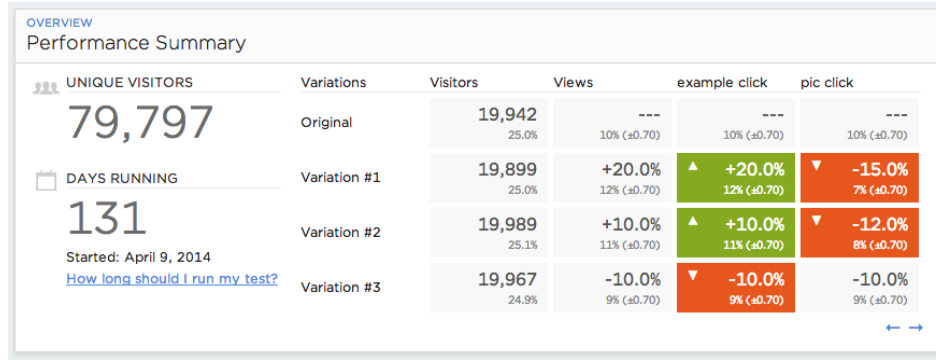 OVERVIEW
Performance Summary
UNIQUE VISITORS
79,797
DAYS RUNNING
131
Started: April 9, 2014
How long should I run my test?
Variations Visitors Views example click pic click
Original 19,942 --- --- ---
25.0% 10% (±0.70) 10% (±0.70) 10% (±0.70)
Variation #1 19,899 +20.0% ▲ +20.0% ▼ -15.0%
25.0% 12% (±0.70) 12% (±0.70) 7% (±0.70)
Variation #2 19,989 +10.0% ▲ +10.0% ▼ -12.0%
25.1% 11% (±0.70) 11% (±0.70) 8% (±0.70)
Variation #3 19,967 -10.0% ▼ -10.0% -10.0%
24.9% 9% (±0.70) 9% (±0.70) 9% (±0.70)
← →